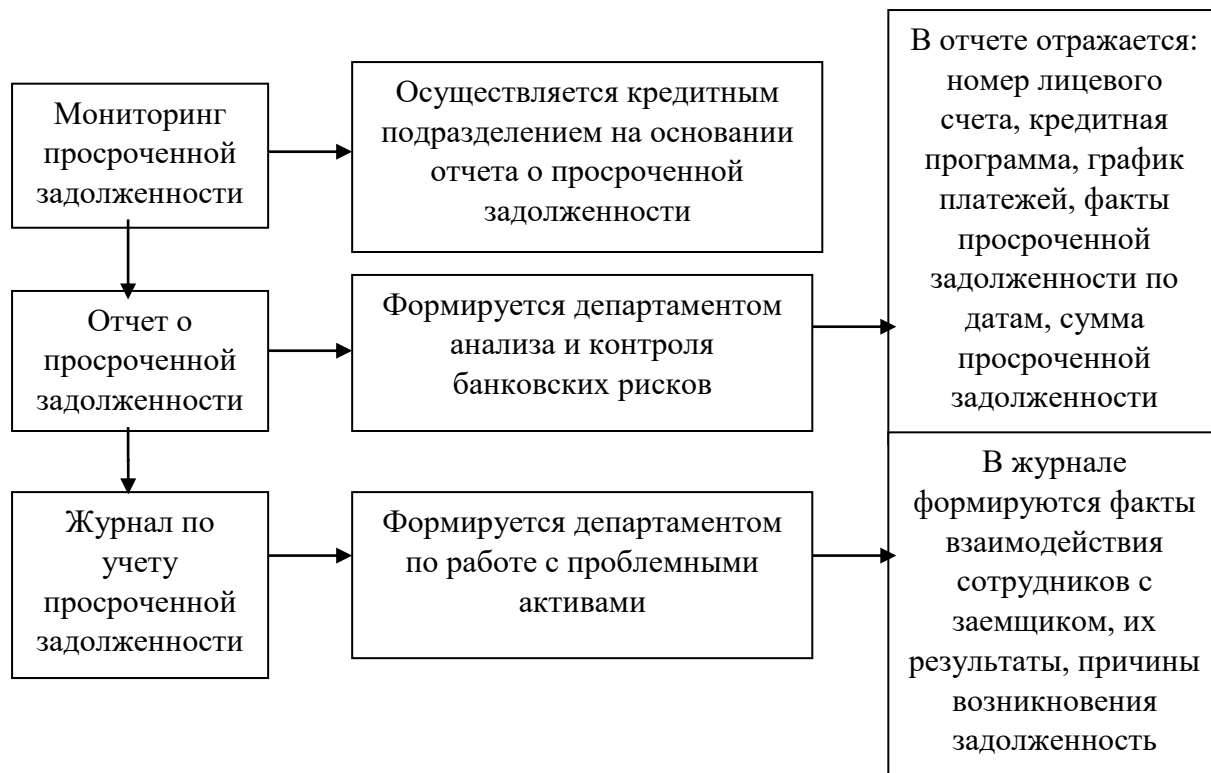 Мониторинг
просроченной
задолженности
Осуществляется кредитным
подразделением на основании
отчета о просроченной
задолженности
В отчете отражается:
номер лицевого
счета, кредитная
программа, график
платежей, факты
просроченной
задолженности по
датам, сумма
просроченной
задолженности
Отчет о
просроченной
задолженности
Формируется департаментом
анализа и контроля
банковских рисков
Журнал по
учету
просроченной
задолженности
Формируется департаментом
по работе с проблемными
активами
В журнале
формируются факты
взаимодействия
сотрудников с
заемщиком, их
результаты, причины
возникновения
задолженность